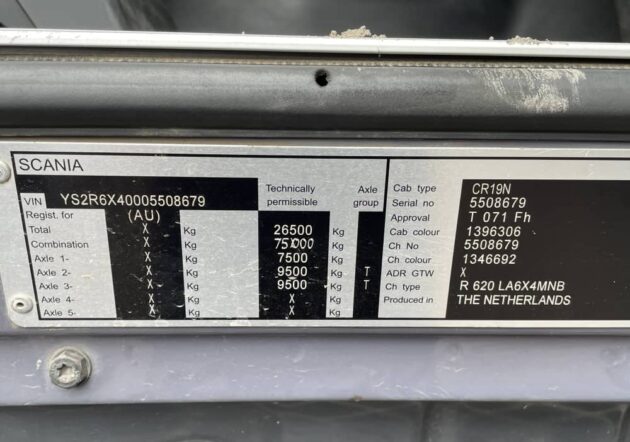 SCANIA
VIN YS2R6X40005508679 Technically permissible Axle group
Regist. for (AU)
Total X Kg 26500 Kg
Combination X Kg 75X000 Kg
Axle 1- X Kg 7500 Kg
Axle 2- X Kg 9500 Kg T
Axle 3- X Kg 9500 Kg T
Axle 4- X Kg X Kg
Axle 5- X Kg X Kg
Cab type CR19N
Serial no 5508679
Approval T 071 Fh
Cab colour 1396306
Ch No 5508679
Ch colour 1346692
ADR GTW X
Ch type R 620 LA6X4MNB
Produced in THE NETHERLANDS